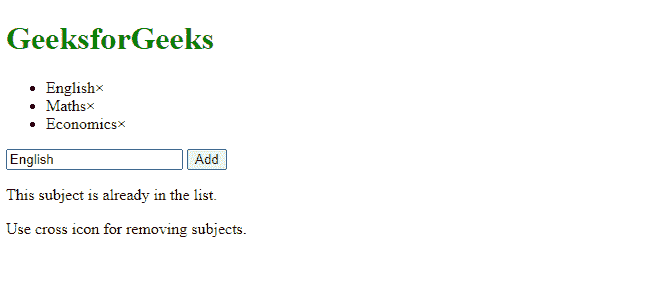 GeeksforGeeks
• English×
• Maths×
• Economics×
English Add
This subject is already in the list.
Use cross icon for removing subjects.